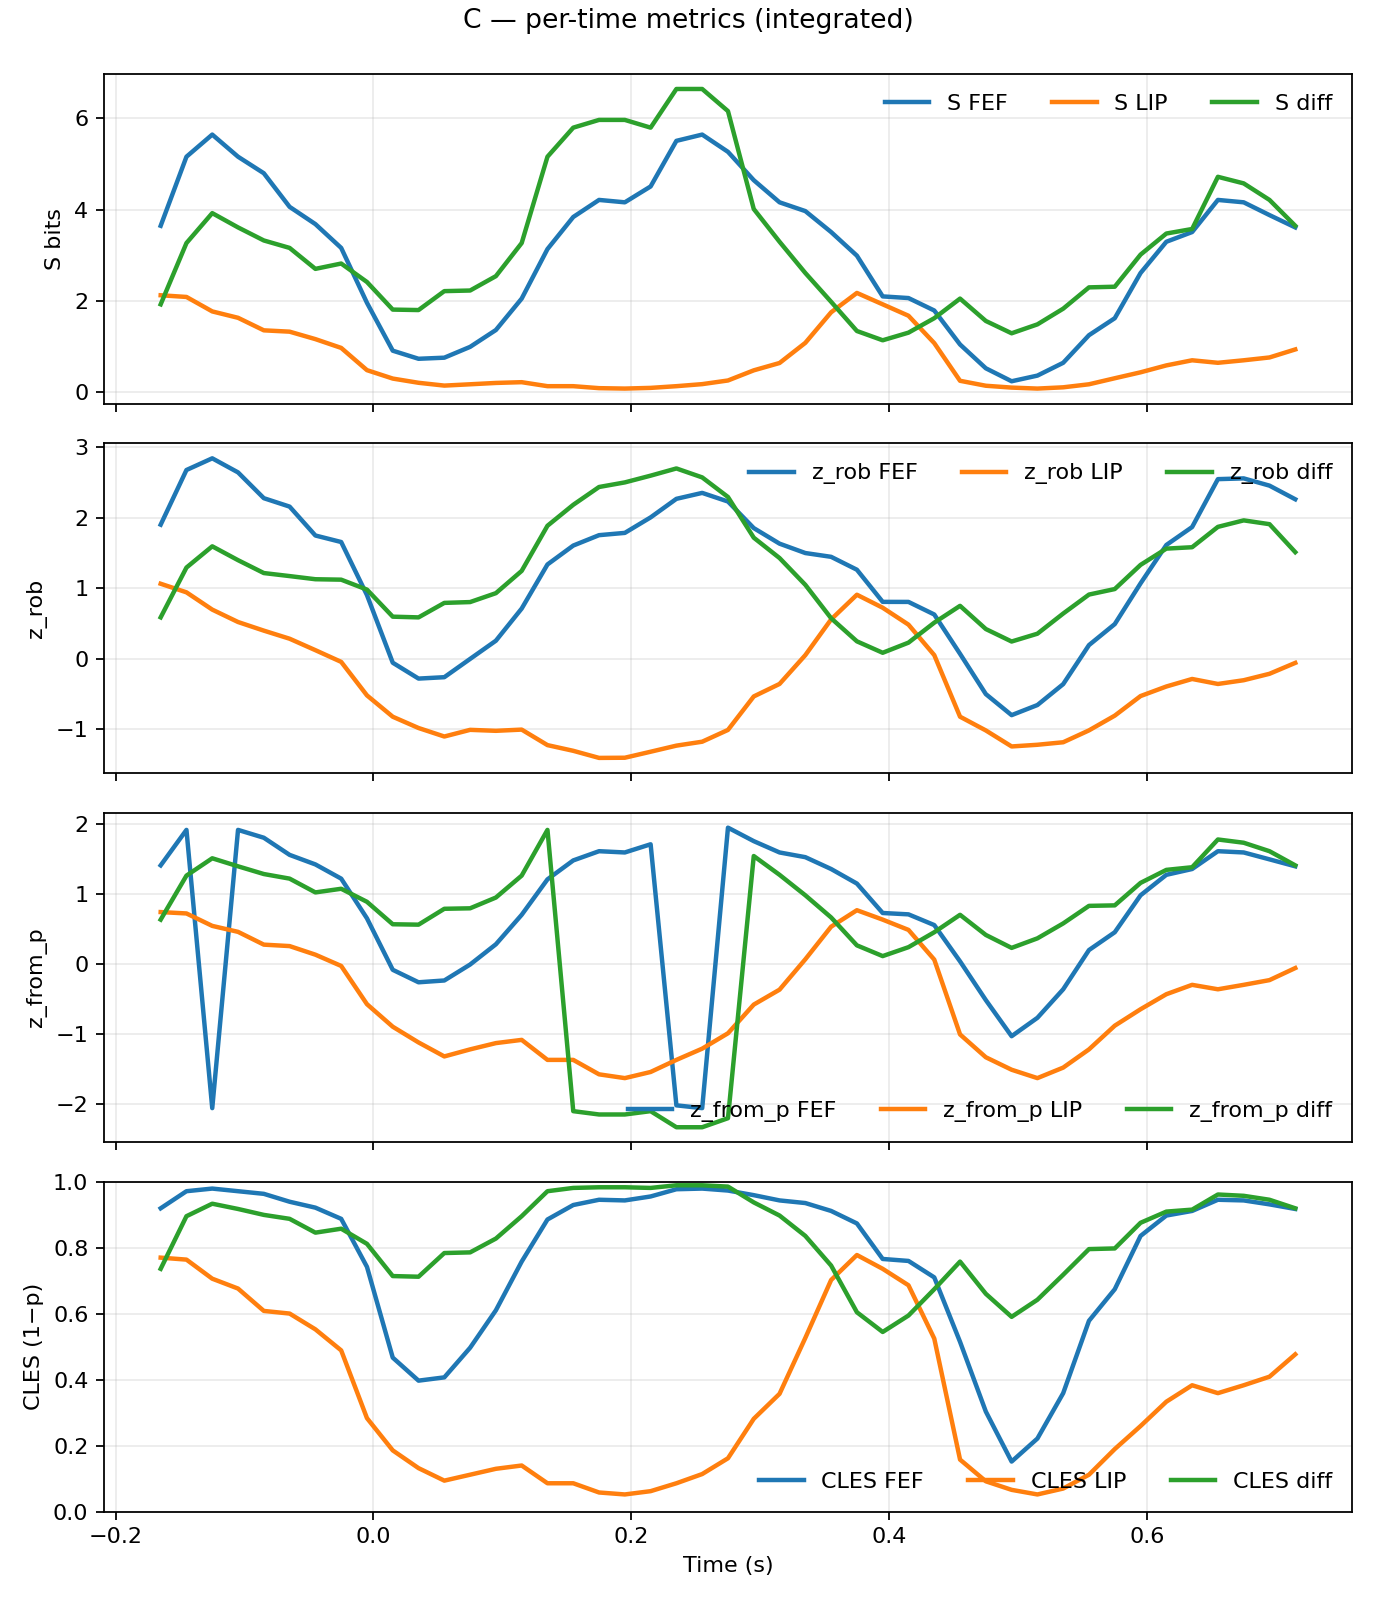 C — per-time metrics (integrated)
S FEF S LIP S diff
6
4
2
0
S bits
z_rob FEF z_rob LIP z_rob diff
3
2
1
0
−1
z_rob
2
1
0
−1
−2
z_from_p
z_from_p FEF z_from_p LIP z_from_p diff
1.0
0.8
0.6
0.4
0.2
0.0
CLES (1−p)
CLES FEF CLES LIP CLES diff
−0.2 0.0 0.2 0.4 0.6
Time (s)